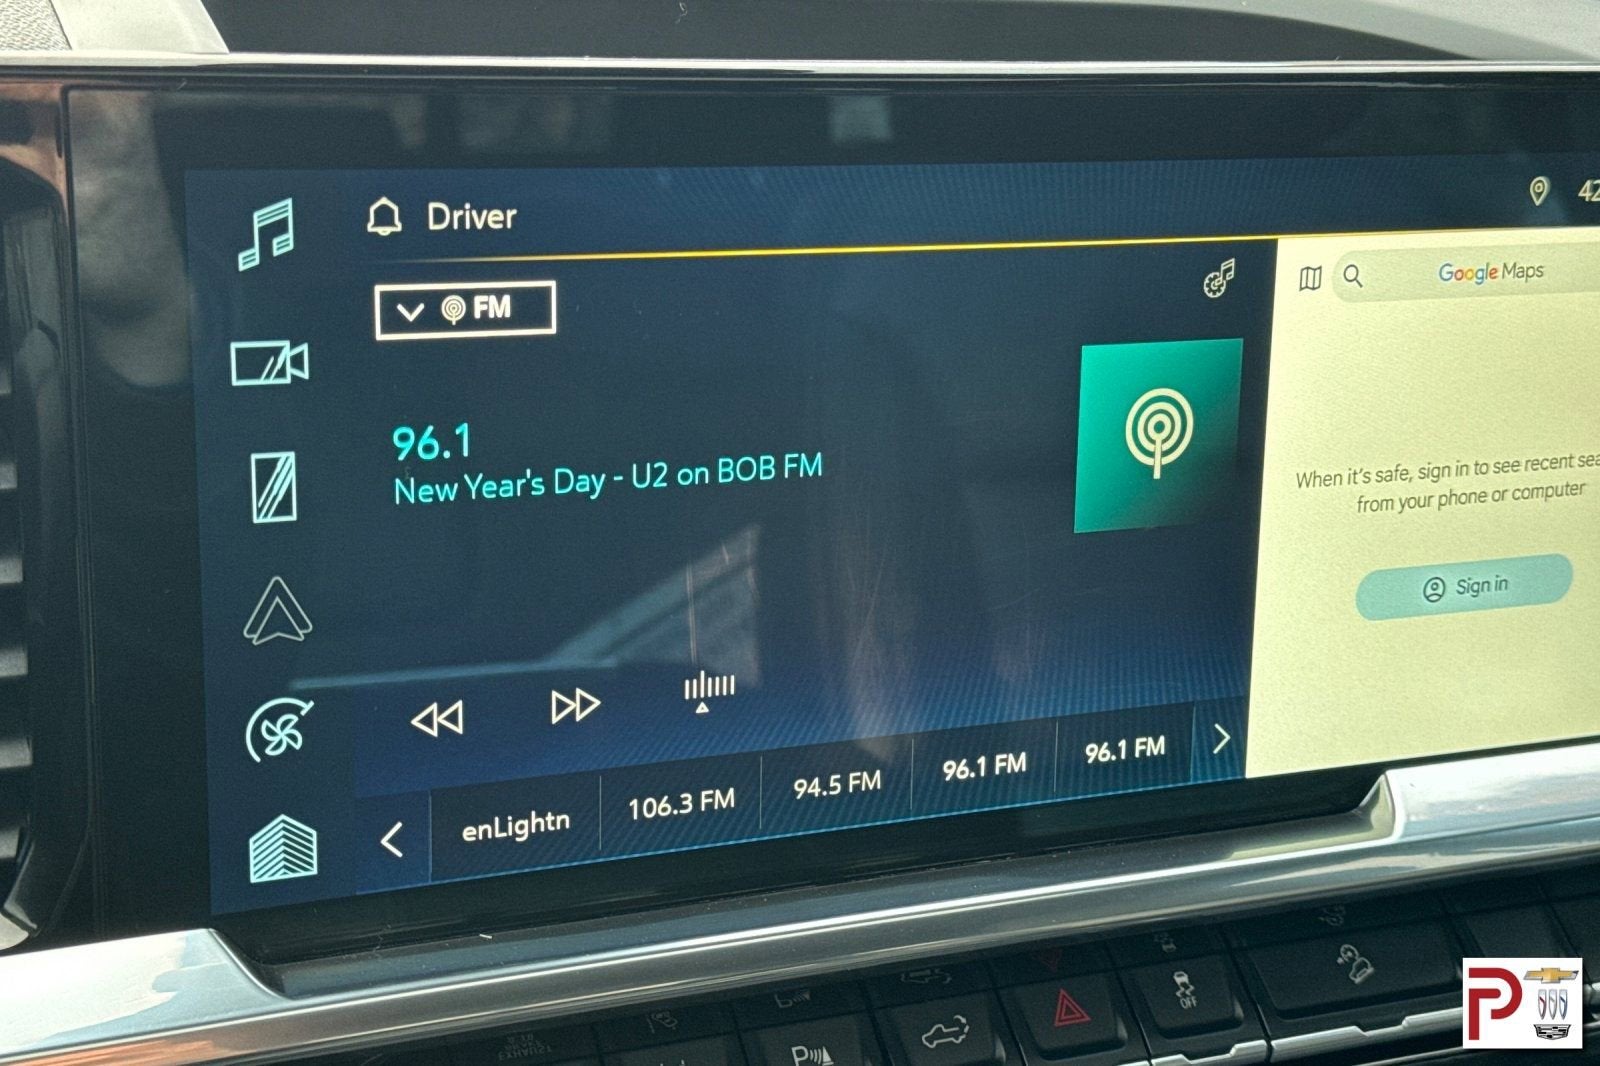 Driver
42
FM
Google Maps
96.1
New Year's Day - U2 on BOB FM
When it's safe, sign in to see recent sea
from your phone or computer
Sign in
enLightn
106.3 FM
94.5 FM
96.1 FM
96.1 FM
OFF
P
P